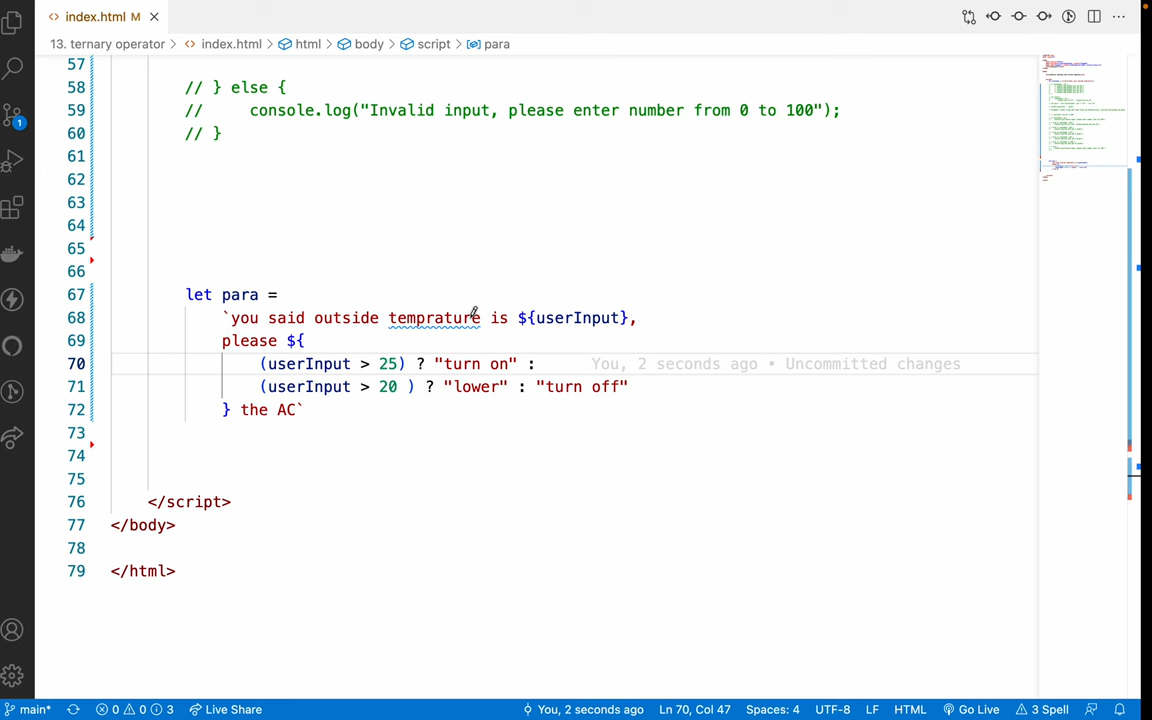 index.html M
13. ternary operator > index.html > html > body > script > para
57
58 // } else {
59 // console.log("Invalid input, please enter number from 0 to 100");
60 // }
61
62
63
64
65
66
67 let para =
68 `you said outside temprature is ${userInput},
69 please ${
70 (userInput > 25) ? "turn on" : You, 2 seconds ago • Uncommitted changes
71 (userInput > 20 ) ? "lower" : "turn off"
72 } the AC`
73
74
75
76 </script>
77 </body>
78
79 </html>
1
main* 0 0 3 Live Share You, 2 seconds ago Ln 70, Col 47 Spaces: 4 UTF-8 LF HTML Go Live 3 Spell